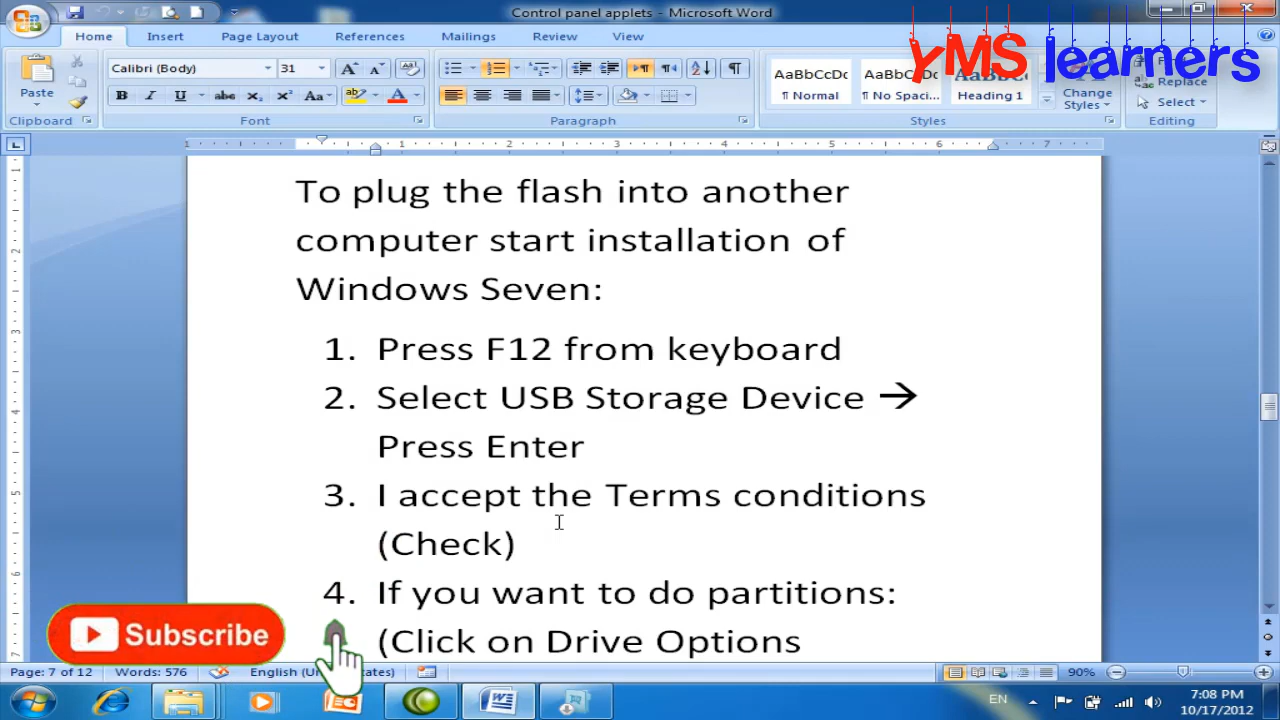 Control panel applets - Microsoft Word
Home Insert Page Layout References Mailings Review View
YMS learners
Calibri (Body) 31
AaBbCcDc AaBbCcDc AaBbCc
¶ Normal ¶ No Spaci... Heading 1
Change Styles
Replace
Select
Paste
Clipboard Font Paragraph Styles Editing
To plug the flash into another
computer start installation of
Windows Seven:
1. Press F12 from keyboard
2. Select USB Storage Device →
Press Enter
3. I accept the Terms conditions
(Check)
4. If you want to do partitions:
(Click on Drive Options
Subscribe
Page: 7 of 12 Words: 576 English 90%
EN 7:08 PM
10/17/2012